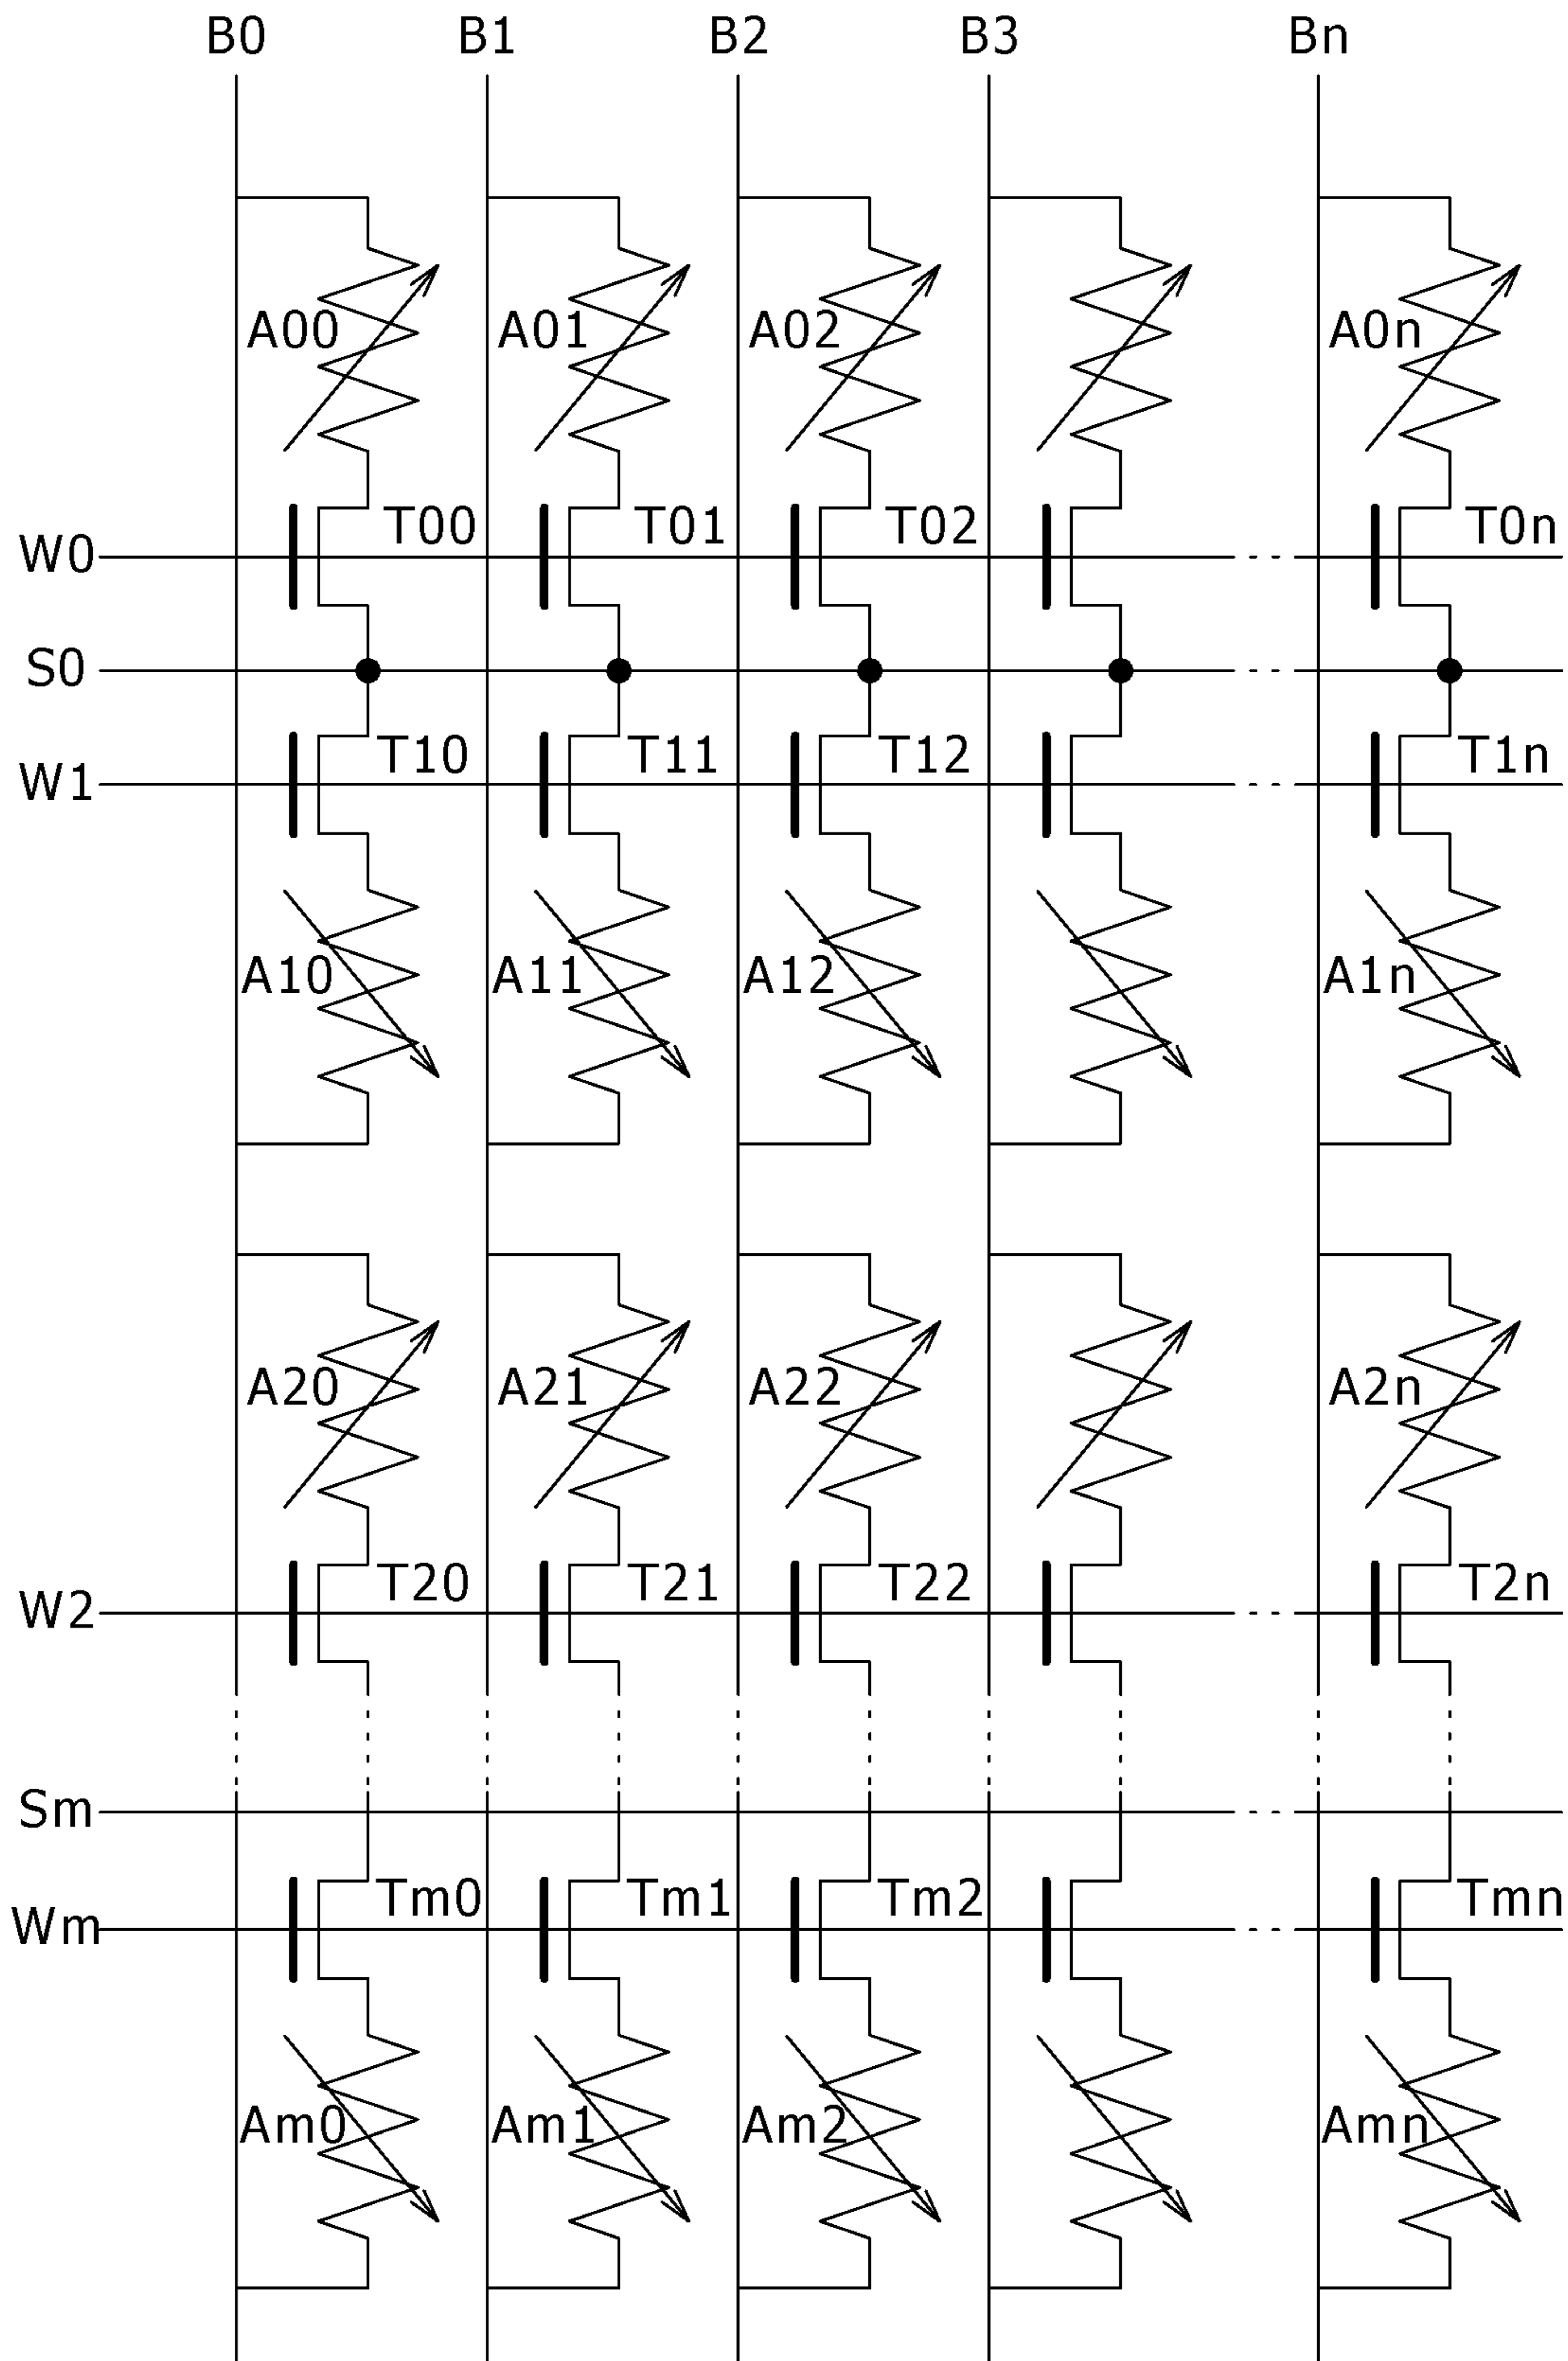 B0 B1 B2 B3 Bn
A00 A01 A02 A0n
T00 T01 T02 T0n
W0
S0
T10 T11 T12 T1n
W1
A10 A11 A12 A1n
A20 A21 A22 A2n
T20 T21 T22 T2n
W2
Sm
Tm0 Tm1 Tm2 Tmn
Wm
Am0 Am1 Am2 Amn